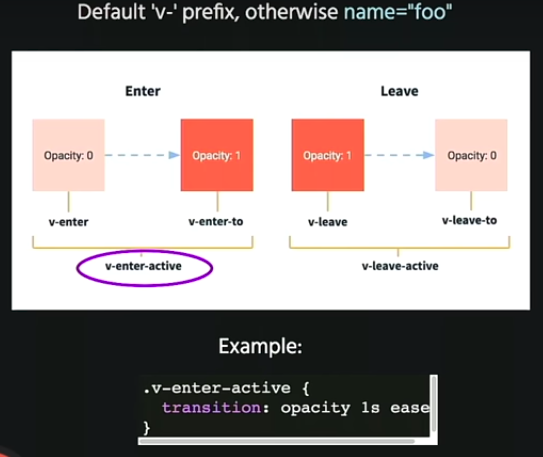 Default 'v-' prefix, otherwise name="foo"
Enter
Leave
Opacity: 0
Opacity: 1
Opacity: 1
Opacity: 0
v-enter
v-enter-to
v-leave
v-leave-to
v-enter-active
v-leave-active
Example:
.v-enter-active {
transition: opacity 1s ease
}